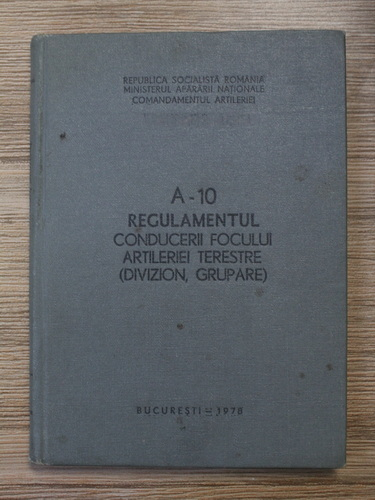 REPUBLICA SOCIALISTĂ ROMÂNIA
MINISTERUL APĂRĂRII NAȚIONALE
COMANDAMENTUL ARTILERIEI
A-10
REGULAMENTUL
CONDUCERII FOCULUI
ARTILERIEI TERESTRE
(DIVIZION, GRUPARE)
BUCUREȘTI – 1978